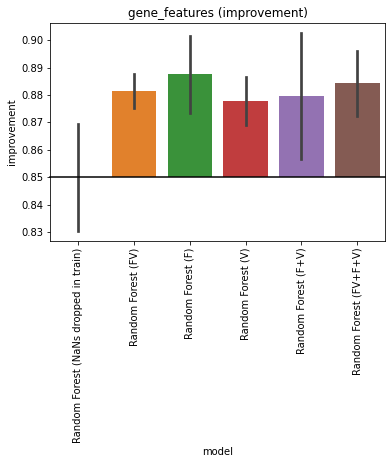 gene_features (improvement)
improvement
0.90
0.89
0.88
0.87
0.86
0.85
0.84
0.83
Random Forest (NaNs dropped in train)
Random Forest (FV)
Random Forest (F)
Random Forest (V)
Random Forest (F+V)
Random Forest (FV+F+V)
model